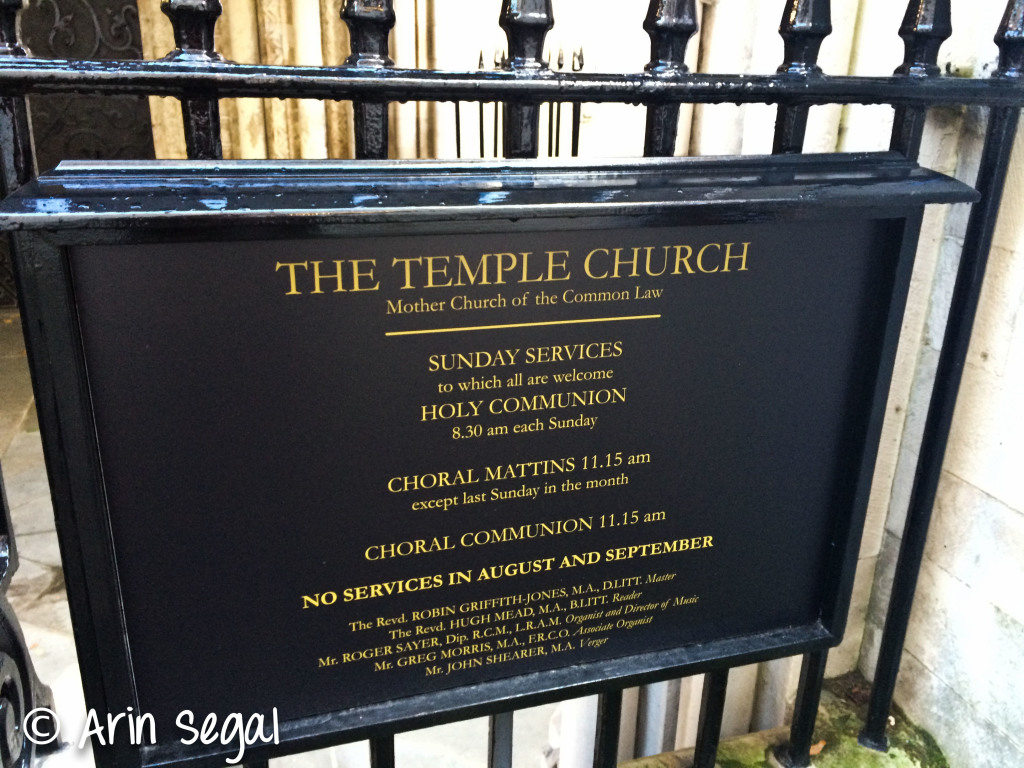 THE TEMPLE CHURCH
Mother Church of the Common Law
SUNDAY SERVICES
to which all are welcome
HOLY COMMUNION
8.30 am each Sunday
CHORAL MATTINS 11.15 am
except last Sunday in the month
CHORAL COMMUNION 11.15 am
NO SERVICES IN AUGUST AND SEPTEMBER
The Revd. ROBIN GRIFFITH-JONES, M.A., D.LITT. Master
The Revd. HUGH MEAD, M.A., B.LITT. Reader
Mr. ROGER SAYER, Dip. R.C.M., L.R.A.M. Organist and Director of Music
Mr. GREG MORRIS, M.A., F.R.C.O. Associate Organist
Mr. JOHN SHEARER, M.A. Verger
© Arin Segal